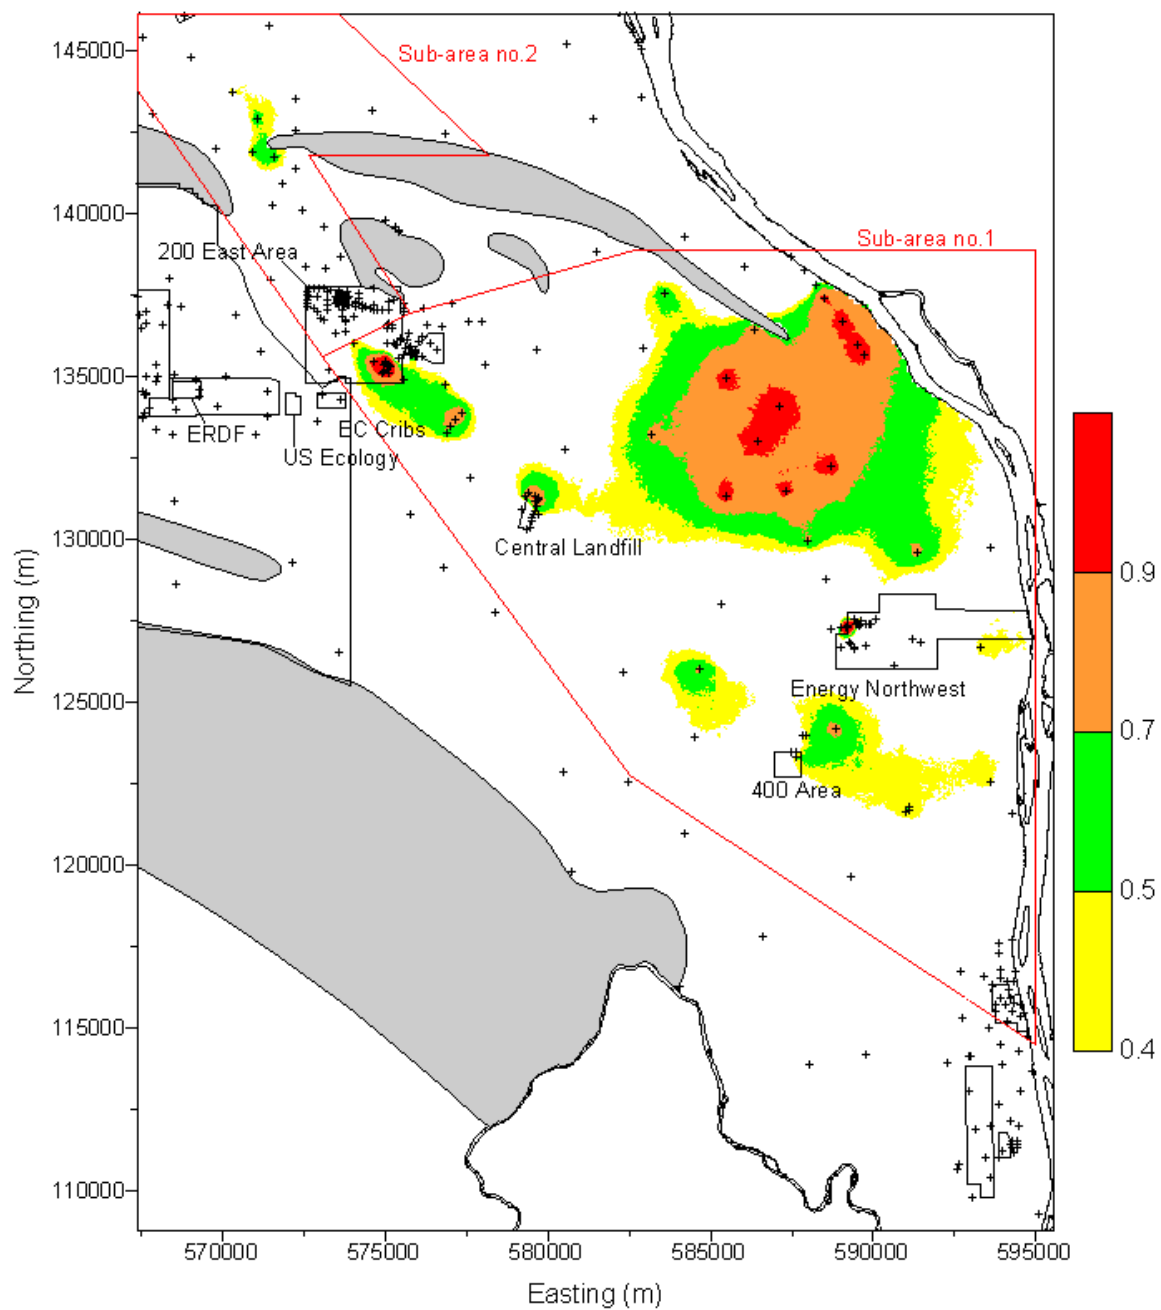 145000
Sub-area no.2
140000
Sub-area no.1
200 East Area
135000
EC Cribs
ERDF
US Ecology
130000
Central Landfill
0.9
Northing (m)
Energy Northwest
125000
0.7
400 Area
120000
0.5
115000
0.4
110000
570000 575000 580000 585000 590000 595000
Easting (m)